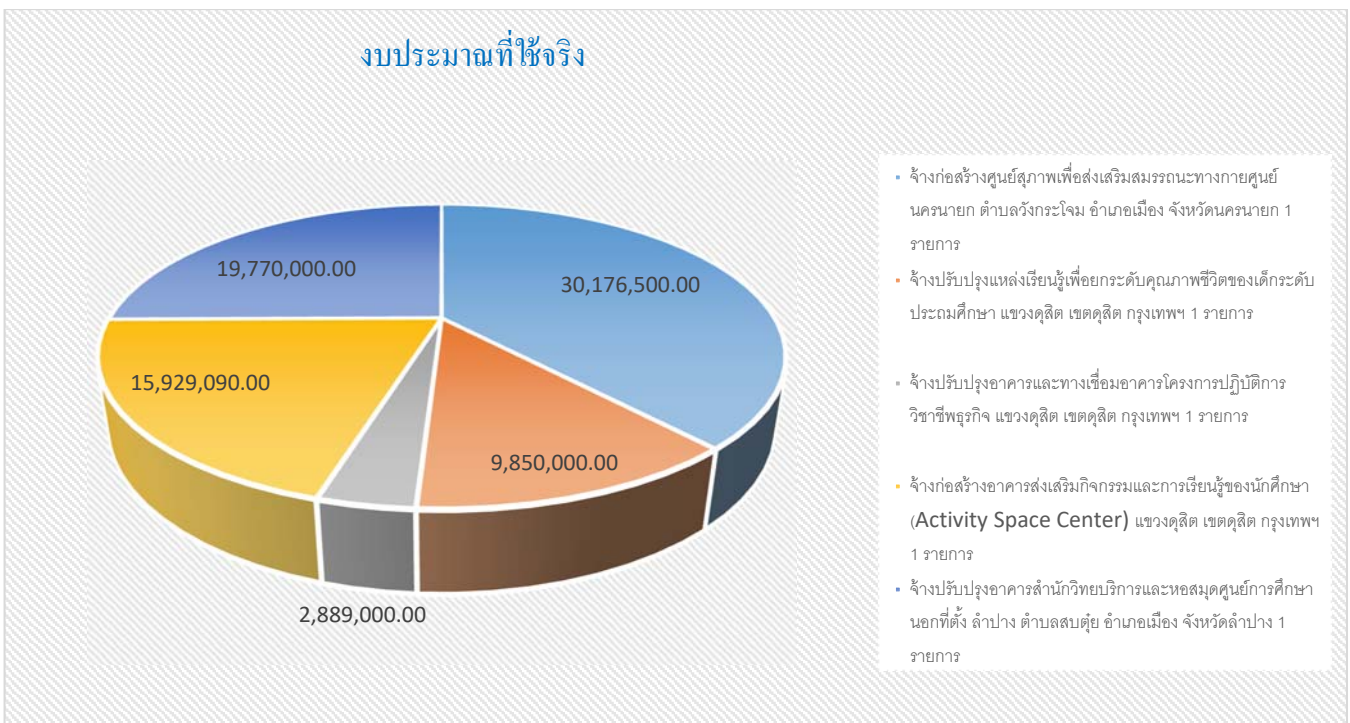 งบประมาณที่ใช้จริง
19,770,000.00
30,176,500.00
15,929,090.00
9,850,000.00
2,889,000.00
จ้างก่อสร้างศูนย์สุภาพเพื่อส่งเสริมสมรรถนะทางกายศูนย์
นครนายก ตำบลวังกระโจม อำเภอเมือง จังหวัดนครนายก 1
รายการ
จ้างปรับปรุงแหล่งเรียนรู้เพื่อยกระดับคุณภาพชีวิตของเด็กระดับ
ประถมศึกษา แขวงดุสิต เขตดุสิต กรุงเทพฯ 1 รายการ
จ้างปรับปรุงอาคารและทางเชื่อมอาคารโครงการปฏิบัติการ
วิชาชีพธุรกิจ แขวงดุสิต เขตดุสิต กรุงเทพฯ 1 รายการ
จ้างก่อสร้างอาคารส่งเสริมกิจกรรมและการเรียนรู้ของนักศึกษา
(Activity Space Center) แขวงดุสิต เขตดุสิต กรุงเทพฯ
1 รายการ
จ้างปรับปรุงอาคารสำนักวิทยบริการและหอสมุดศูนย์การศึกษา
นอกที่ตั้ง ลำปาง ตำบลสบตุ๋ย อำเภอเมือง จังหวัดลำปาง 1
รายการ